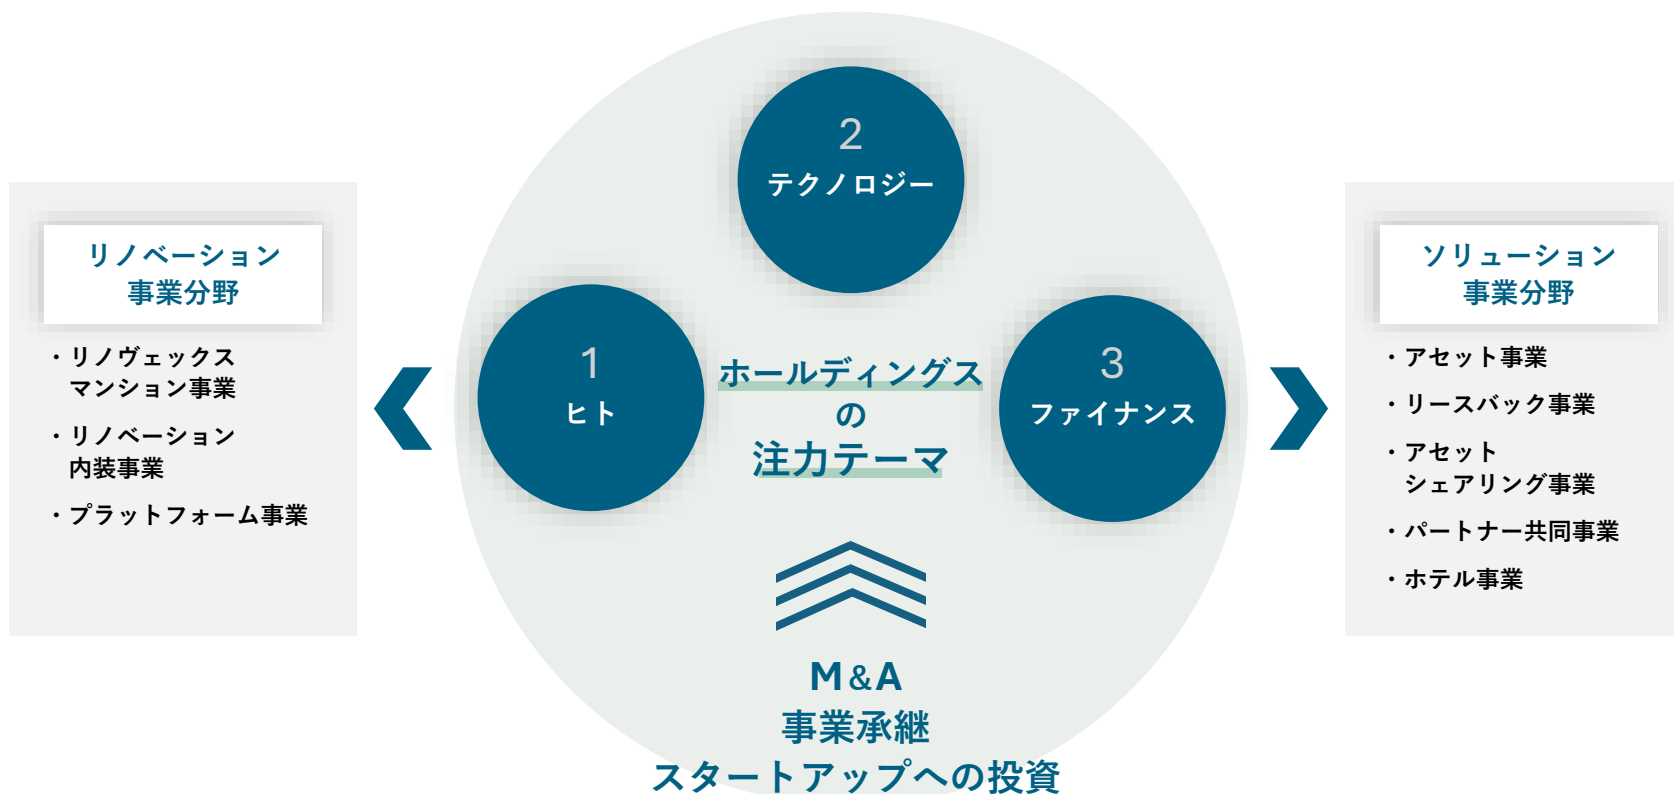 リノベーション
事業分野
・リノヴェックス
マンション事業
・リノベーション
内装事業
・プラットフォーム事業
1
ヒト
2
テクノロジー
3
ファイナンス
ホールディングス
の
注力テーマ
M&A
事業承継
スタートアップへの投資
ソリューション
事業分野
・アセット事業
・リースバック事業
・アセット
シェアリング事業
・パートナー共同事業
・ホテル事業